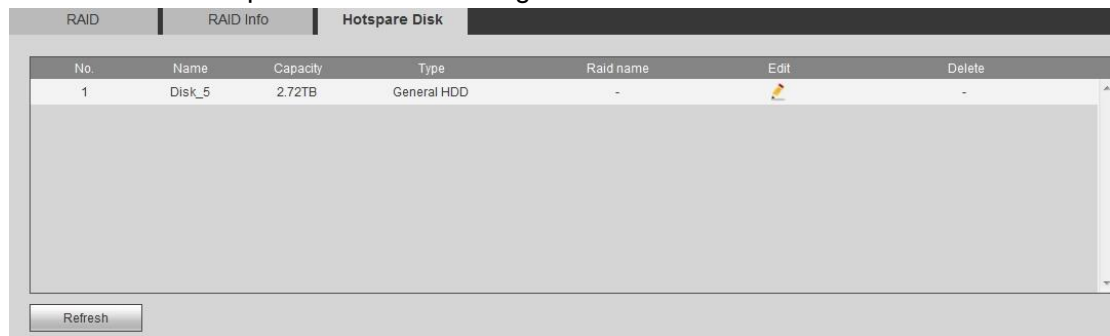 RAID RAID Info Hotspare Disk
No. Name Capacity Type Raid name Edit Delete
1 Disk_5 2.72TB General HDD - -
Refresh